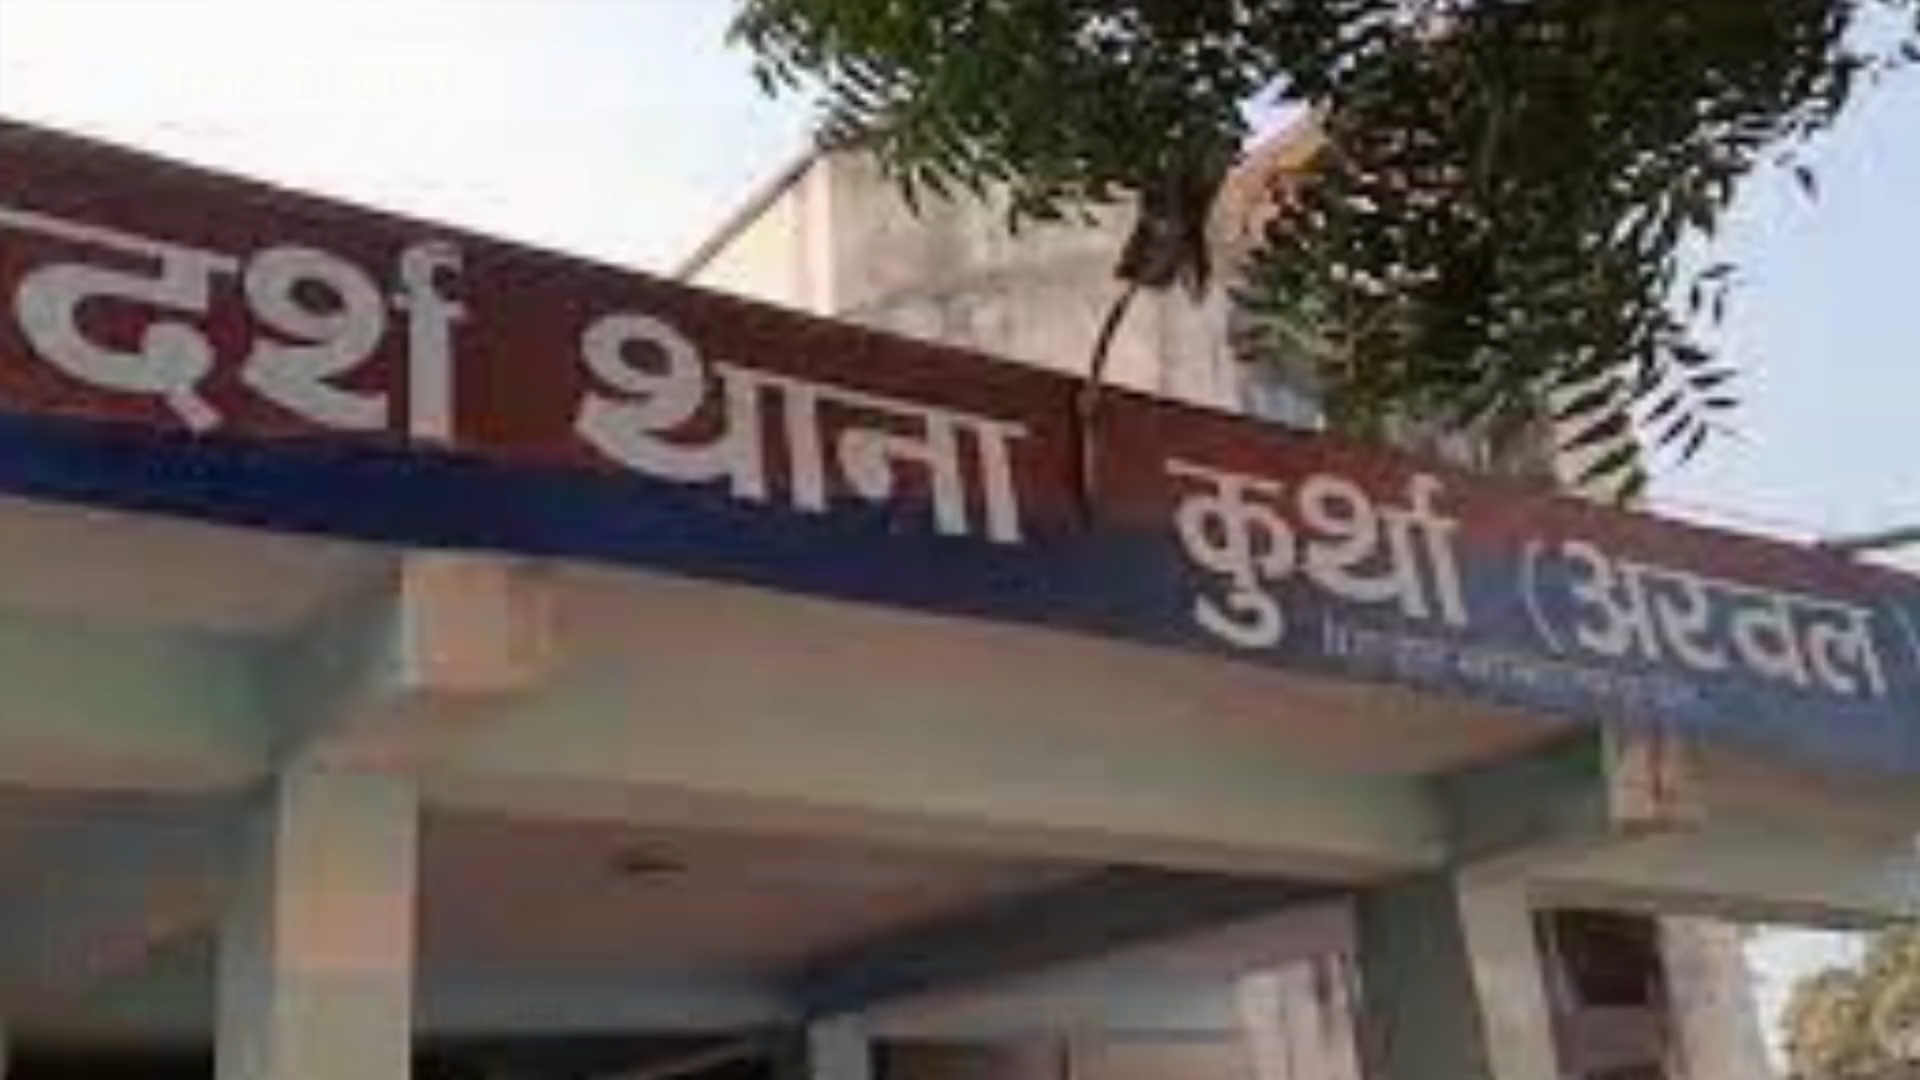 दर्श थाना कुर्था (अरवल)